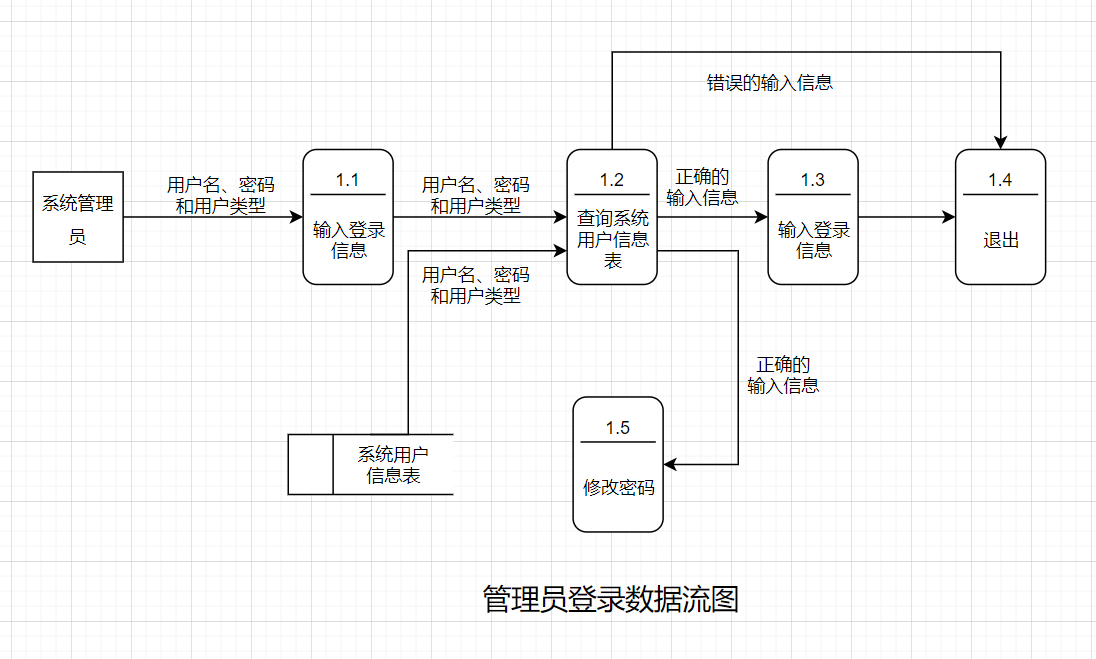 错误的输入信息
系统管理
员
用户名、密码
和用户类型
1.1
输入登录
信息
用户名、密码
和用户类型
1.2
查询系统
用户信息
表
正确的
输入信息
1.3
输入登录
信息
1.4
退出
用户名、密码
和用户类型
正确的
输入信息
系统用户
信息表
1.5
修改密码
管理员登录数据流图